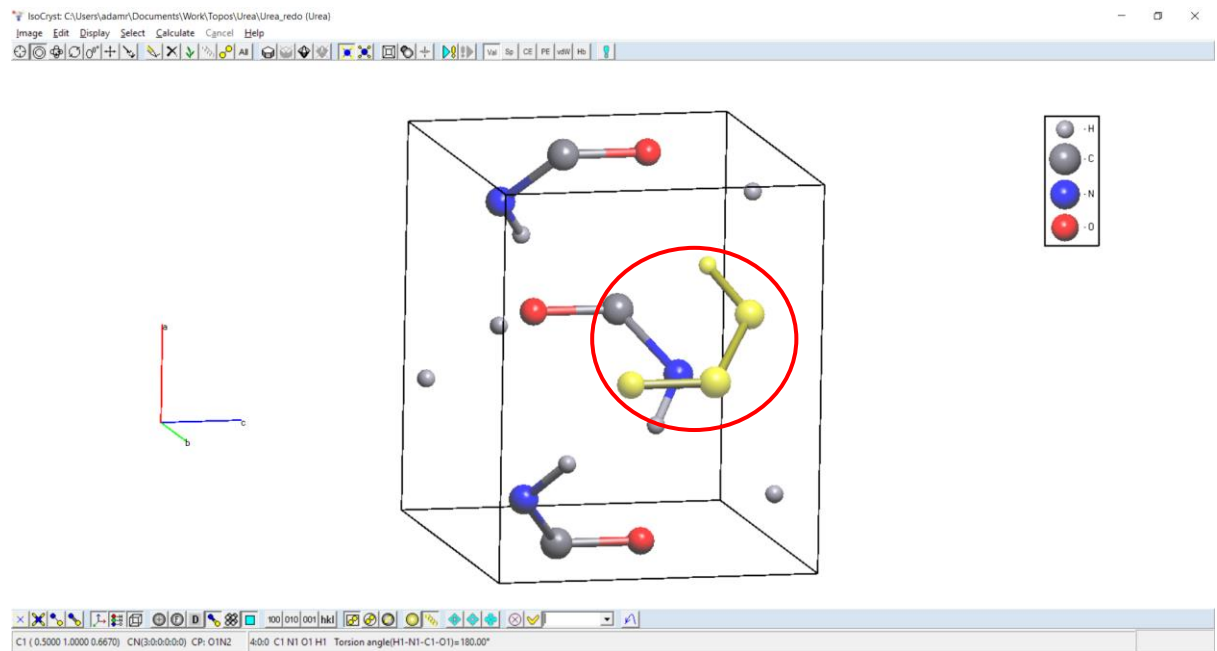 IsoCryst: C:\Users\adamr\Documents\Work\Topos\Urea\Urea_redo (Urea)
Image Edit Display Select Calculate Cancel Help
All Val Sp CE PE vdW Hb
- H
- C
- N
- O
a
c
b
D 100 010 001 hkl
C1 ( 0.5000 1.0000 0.6670) CN(3:0:0:0:0:0) CP: O1N2 4:0:0 C1 N1 O1 H1 Torsion angle(H1-N1-C1-O1)= 180.00°